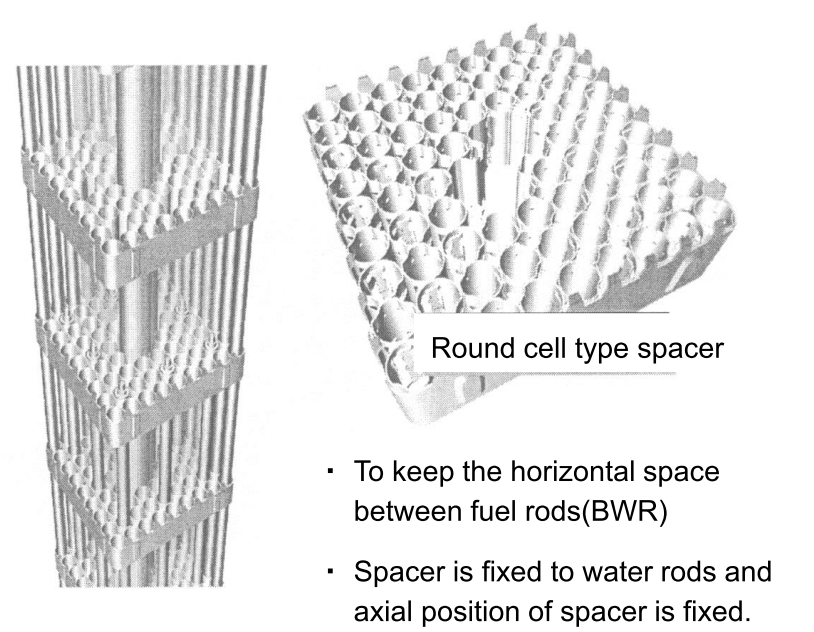 Round cell type spacer
・ To keep the horizontal space
between fuel rods(BWR)
・ Spacer is fixed to water rods and
axial position of spacer is fixed.